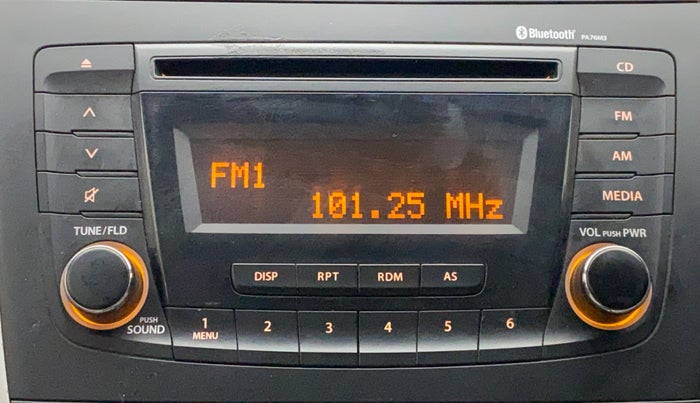 Bluetooth PA76M3
CD
FM
AM
MEDIA
FM1
101.25 MHz
TUNE/FLD
VOL PUSH PWR
DISP RPT RDM AS
PUSH
SOUND
1 2 3 4 5 6
MENU